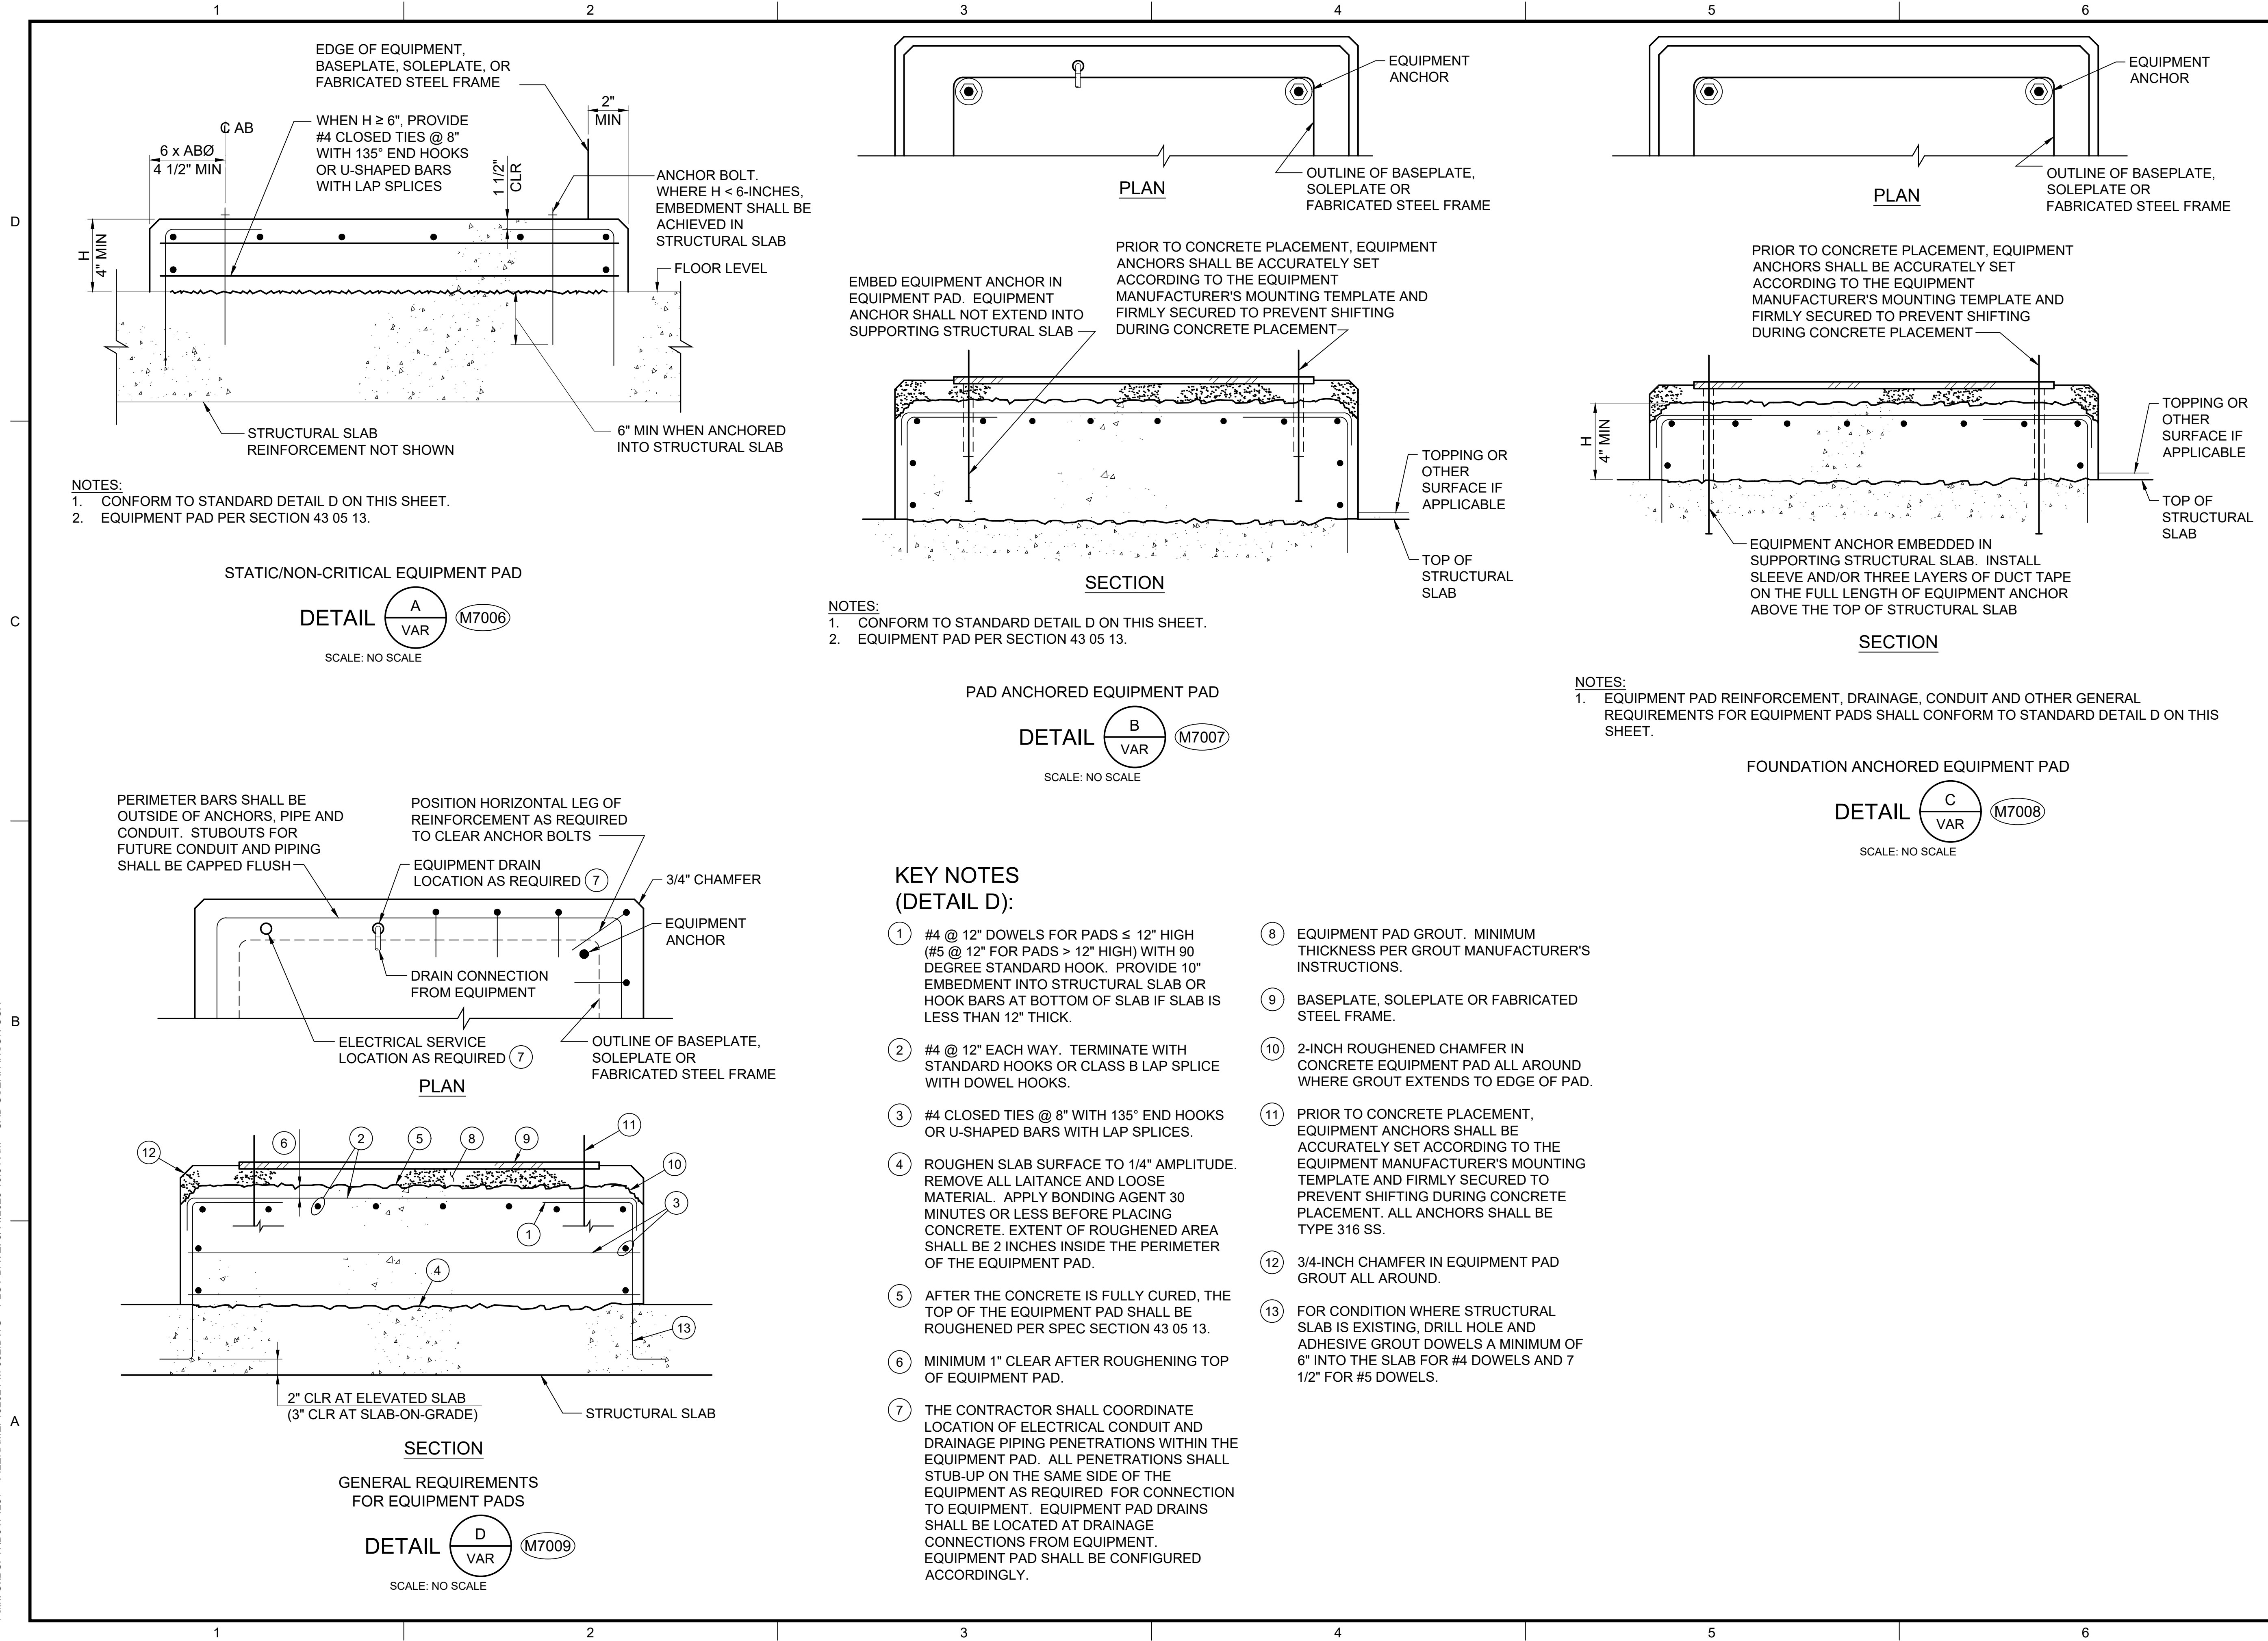 1
2
3
4
5
6
D
C
B
A
EDGE OF EQUIPMENT,
BASEPLATE, SOLEPLATE, OR
FABRICATED STEEL FRAME
2"
MIN
℄ AB
6 x ABØ
4 1/2" MIN
WHEN H ≥ 6", PROVIDE
#4 CLOSED TIES @ 8"
WITH 135° END HOOKS
OR U-SHAPED BARS
WITH LAP SPLICES
1 1/2"
CLR
ANCHOR BOLT.
WHERE H < 6-INCHES,
EMBEDMENT SHALL BE
ACHIEVED IN
STRUCTURAL SLAB
H
4" MIN
FLOOR LEVEL
STRUCTURAL SLAB
REINFORCEMENT NOT SHOWN
6" MIN WHEN ANCHORED
INTO STRUCTURAL SLAB
NOTES:
1. CONFORM TO STANDARD DETAIL D ON THIS SHEET.
2. EQUIPMENT PAD PER SECTION 43 05 13.
STATIC/NON-CRITICAL EQUIPMENT PAD
DETAIL A VAR M7006
SCALE: NO SCALE
EQUIPMENT
ANCHOR
OUTLINE OF BASEPLATE,
SOLEPLATE OR
FABRICATED STEEL FRAME
PLAN
EMBED EQUIPMENT ANCHOR IN
EQUIPMENT PAD. EQUIPMENT
ANCHOR SHALL NOT EXTEND INTO
SUPPORTING STRUCTURAL SLAB
PRIOR TO CONCRETE PLACEMENT, EQUIPMENT
ANCHORS SHALL BE ACCURATELY SET
ACCORDING TO THE EQUIPMENT
MANUFACTURER'S MOUNTING TEMPLATE AND
FIRMLY SECURED TO PREVENT SHIFTING
DURING CONCRETE PLACEMENT
TOPPING OR
OTHER
SURFACE IF
APPLICABLE
TOP OF
STRUCTURAL
SLAB
SECTION
NOTES:
1. CONFORM TO STANDARD DETAIL D ON THIS SHEET.
2. EQUIPMENT PAD PER SECTION 43 05 13.
PAD ANCHORED EQUIPMENT PAD
DETAIL B VAR M7007
SCALE: NO SCALE
EQUIPMENT
ANCHOR
OUTLINE OF BASEPLATE,
SOLEPLATE OR
FABRICATED STEEL FRAME
PLAN
PRIOR TO CONCRETE PLACEMENT, EQUIPMENT
ANCHORS SHALL BE ACCURATELY SET
ACCORDING TO THE EQUIPMENT
MANUFACTURER'S MOUNTING TEMPLATE AND
FIRMLY SECURED TO PREVENT SHIFTING
DURING CONCRETE PLACEMENT
H
4" MIN
TOPPING OR
OTHER
SURFACE IF
APPLICABLE
TOP OF
STRUCTURAL
SLAB
EQUIPMENT ANCHOR EMBEDDED IN
SUPPORTING STRUCTURAL SLAB. INSTALL
SLEEVE AND/OR THREE LAYERS OF DUCT TAPE
ON THE FULL LENGTH OF EQUIPMENT ANCHOR
ABOVE THE TOP OF STRUCTURAL SLAB
SECTION
NOTES:
1. EQUIPMENT PAD REINFORCEMENT, DRAINAGE, CONDUIT AND OTHER GENERAL
REQUIREMENTS FOR EQUIPMENT PADS SHALL CONFORM TO STANDARD DETAIL D ON THIS
SHEET.
FOUNDATION ANCHORED EQUIPMENT PAD
DETAIL C VAR M7008
SCALE: NO SCALE
PERIMETER BARS SHALL BE
OUTSIDE OF ANCHORS, PIPE AND
CONDUIT. STUBOUTS FOR
FUTURE CONDUIT AND PIPING
SHALL BE CAPPED FLUSH
POSITION HORIZONTAL LEG OF
REINFORCEMENT AS REQUIRED
TO CLEAR ANCHOR BOLTS
EQUIPMENT DRAIN
LOCATION AS REQUIRED 7
3/4" CHAMFER
EQUIPMENT
ANCHOR
DRAIN CONNECTION
FROM EQUIPMENT
ELECTRICAL SERVICE
LOCATION AS REQUIRED 7
OUTLINE OF BASEPLATE,
SOLEPLATE OR
FABRICATED STEEL FRAME
PLAN
12
6
2
5
8
9
11
10
3
1
4
13
2" CLR AT ELEVATED SLAB
(3" CLR AT SLAB-ON-GRADE)
STRUCTURAL SLAB
SECTION
GENERAL REQUIREMENTS
FOR EQUIPMENT PADS
DETAIL D VAR M7009
SCALE: NO SCALE
KEY NOTES
(DETAIL D):
1 #4 @ 12" DOWELS FOR PADS ≤ 12" HIGH
(#5 @ 12" FOR PADS > 12" HIGH) WITH 90
DEGREE STANDARD HOOK. PROVIDE 10"
EMBEDMENT INTO STRUCTURAL SLAB OR
HOOK BARS AT BOTTOM OF SLAB IF SLAB IS
LESS THAN 12" THICK.
2 #4 @ 12" EACH WAY. TERMINATE WITH
STANDARD HOOKS OR CLASS B LAP SPLICE
WITH DOWEL HOOKS.
3 #4 CLOSED TIES @ 8" WITH 135° END HOOKS
OR U-SHAPED BARS WITH LAP SPLICES.
4 ROUGHEN SLAB SURFACE TO 1/4" AMPLITUDE.
REMOVE ALL LAITANCE AND LOOSE
MATERIAL. APPLY BONDING AGENT 30
MINUTES OR LESS BEFORE PLACING
CONCRETE. EXTENT OF ROUGHENED AREA
SHALL BE 2 INCHES INSIDE THE PERIMETER
OF THE EQUIPMENT PAD.
5 AFTER THE CONCRETE IS FULLY CURED, THE
TOP OF THE EQUIPMENT PAD SHALL BE
ROUGHENED PER SPEC SECTION 43 05 13.
6 MINIMUM 1" CLEAR AFTER ROUGHENING TOP
OF EQUIPMENT PAD.
7 THE CONTRACTOR SHALL COORDINATE
LOCATION OF ELECTRICAL CONDUIT AND
DRAINAGE PIPING PENETRATIONS WITHIN THE
EQUIPMENT PAD. ALL PENETRATIONS SHALL
STUB-UP ON THE SAME SIDE OF THE
EQUIPMENT AS REQUIRED FOR CONNECTION
TO EQUIPMENT. EQUIPMENT PAD DRAINS
SHALL BE LOCATED AT DRAINAGE
CONNECTIONS FROM EQUIPMENT.
EQUIPMENT PAD SHALL BE CONFIGURED
ACCORDINGLY.
8 EQUIPMENT PAD GROUT. MINIMUM
THICKNESS PER GROUT MANUFACTURER'S
INSTRUCTIONS.
9 BASEPLATE, SOLEPLATE OR FABRICATED
STEEL FRAME.
10 2-INCH ROUGHENED CHAMFER IN
CONCRETE EQUIPMENT PAD ALL AROUND
WHERE GROUT EXTENDS TO EDGE OF PAD.
11 PRIOR TO CONCRETE PLACEMENT,
EQUIPMENT ANCHORS SHALL BE
ACCURATELY SET ACCORDING TO THE
EQUIPMENT MANUFACTURER'S MOUNTING
TEMPLATE AND FIRMLY SECURED TO
PREVENT SHIFTING DURING CONCRETE
PLACEMENT. ALL ANCHORS SHALL BE
TYPE 316 SS.
12 3/4-INCH CHAMFER IN EQUIPMENT PAD
GROUT ALL AROUND.
13 FOR CONDITION WHERE STRUCTURAL
SLAB IS EXISTING, DRILL HOLE AND
ADHESIVE GROUT DOWELS A MINIMUM OF
6" INTO THE SLAB FOR #4 DOWELS AND 7
1/2" FOR #5 DOWELS.
1
2
3
4
5
6